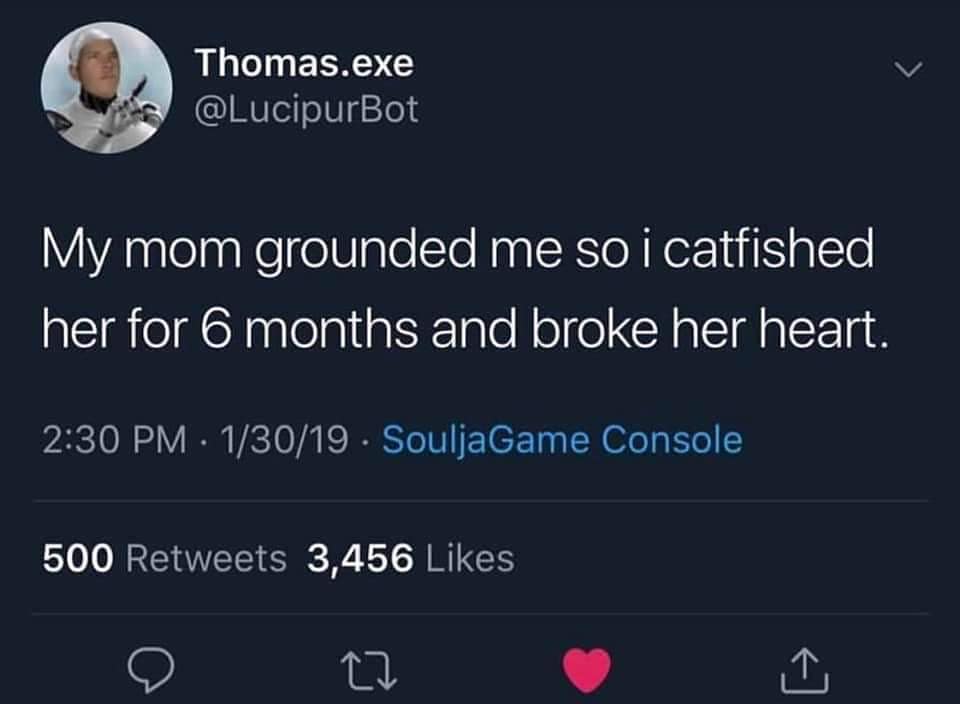 Thomas.exe
@LucipurBot
My mom grounded me so i catfished
her for 6 months and broke her heart.
2:30 PM · 1/30/19 · SouljaGame Console
500 Retweets 3,456 Likes